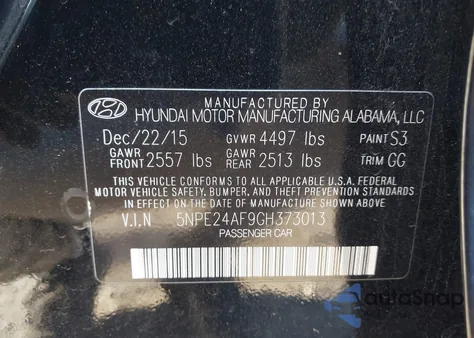 MANUFACTURED BY
HYUNDAI MOTOR MANUFACTURING ALABAMA, LLC
Dec/22/15 GVWR 4497 lbs PAINT S3
GAWR FRONT 2557 lbs GAWR REAR 2513 lbs TRIM GG
THIS VEHICLE CONFORMS TO ALL APPLICABLE U.S.A. FEDERAL
MOTOR VEHICLE SAFETY, BUMPER, AND THEFT PREVENTION STANDARDS
IN EFFECT ON THE DATE OF MANUFACTURE SHOWN ABOVE.
V.I.N 5NPE24AF9GH373013
PASSENGER CAR
autoSnap